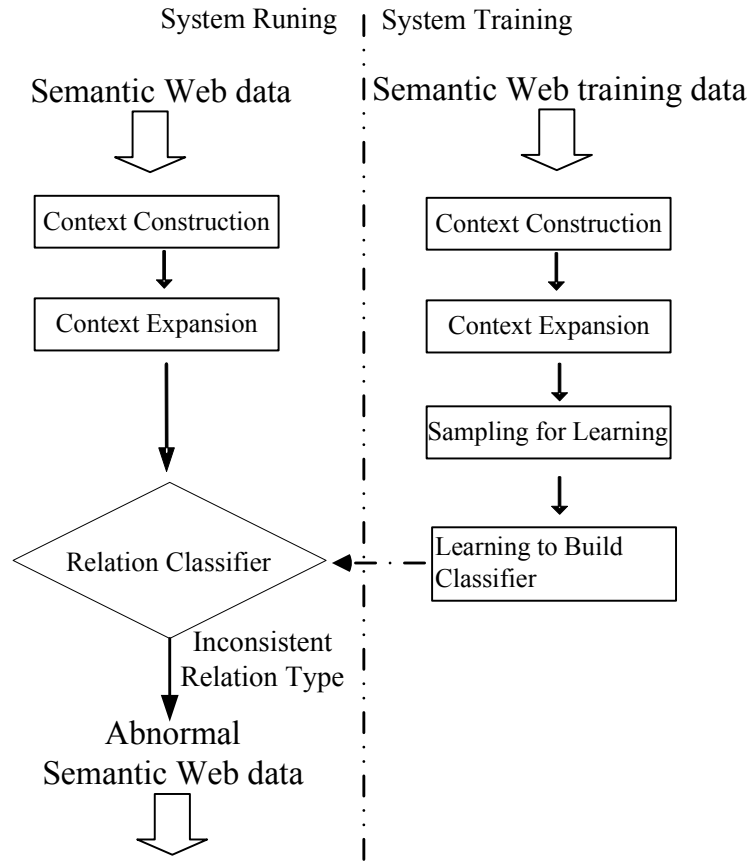 System Runing
System Training
Semantic Web data
Semantic Web training data
Context Construction
Context Construction
Context Expansion
Context Expansion
Sampling for Learning
Relation Classifier
Learning to Build
Classifier
Inconsistent
Relation Type
Abnormal
Semantic Web data